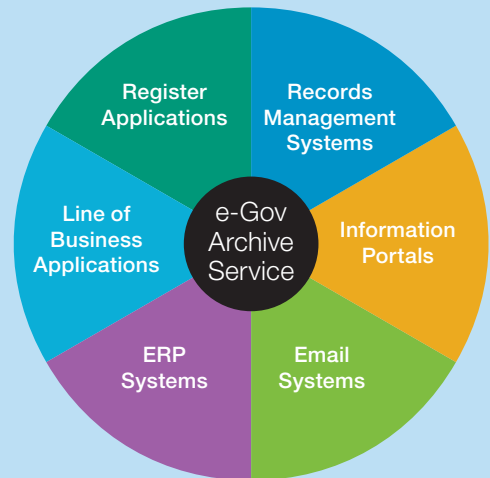 Register
Applications
Records
Management
Systems
Line of
Business
Applications
e-Gov
Archive
Service
Information
Portals
ERP
Systems
Email
Systems